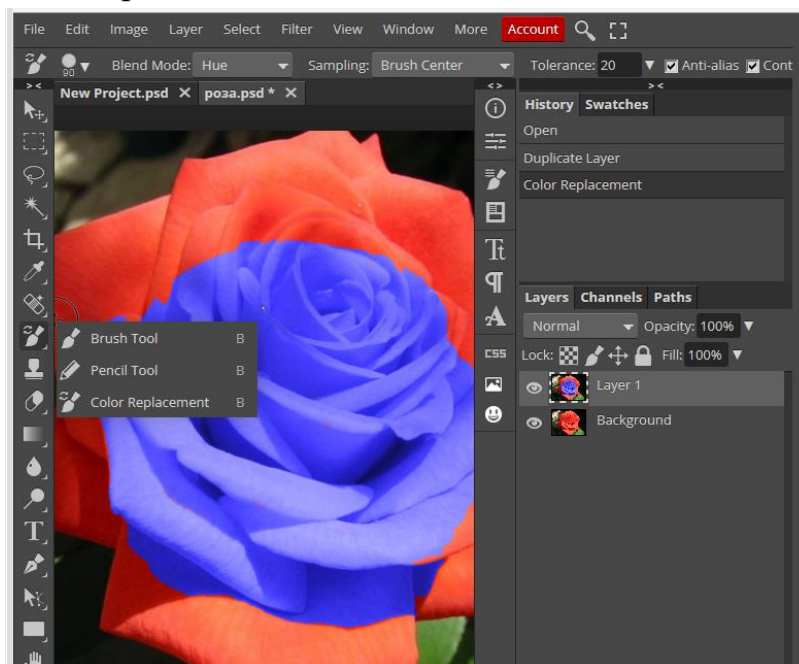 File Edit Image Layer Select Filter View Window More Account
90 Blend Mode: Hue Sampling: Brush Center Tolerance: 20 Anti-alias Cont
New Project.psd роза.psd *
History Swatches
Open
Duplicate Layer
Color Replacement
Brush Tool B
Pencil Tool B
Color Replacement B
CSS
Layers Channels Paths
Normal Opacity: 100%
Lock: Fill: 100%
Layer 1
Background